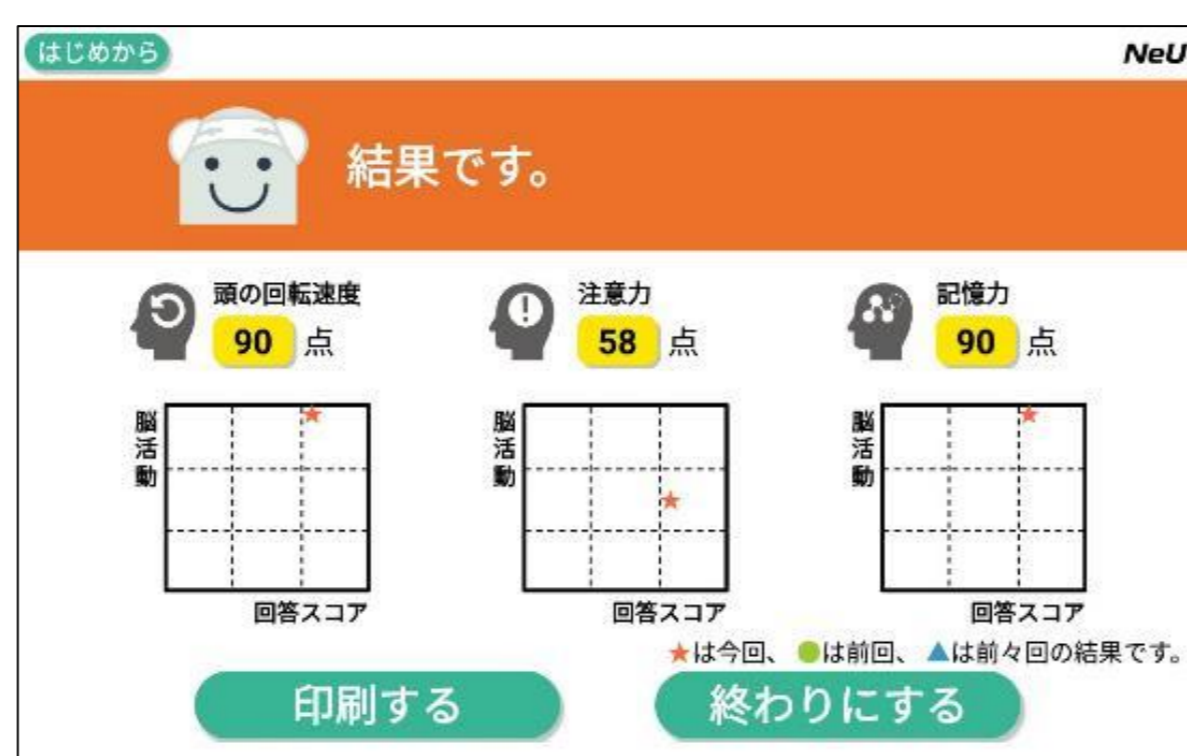 はじめから
NeU
結果です。
頭の回転速度
90 点
注意力
58 点
記憶力
90 点
脳活動
回答スコア
脳活動
回答スコア
脳活動
回答スコア
★は今回、●は前回、▲は前々回の結果です。
印刷する
終わりにする